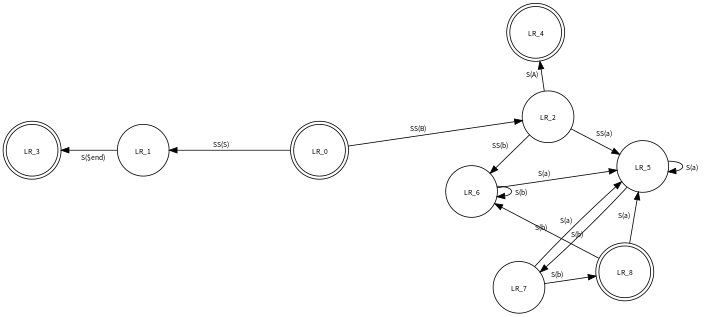 LR_4
S(A)
LR_2
SS(B)
SS(a)
SS(S)
SS(b)
LR_3
S($end)
LR_1
LR_0
LR_5
S(a)
S(a)
LR_6
S(b)
S(a)
S(a)
S(b)
S(b)
S(b)
LR_7
LR_8